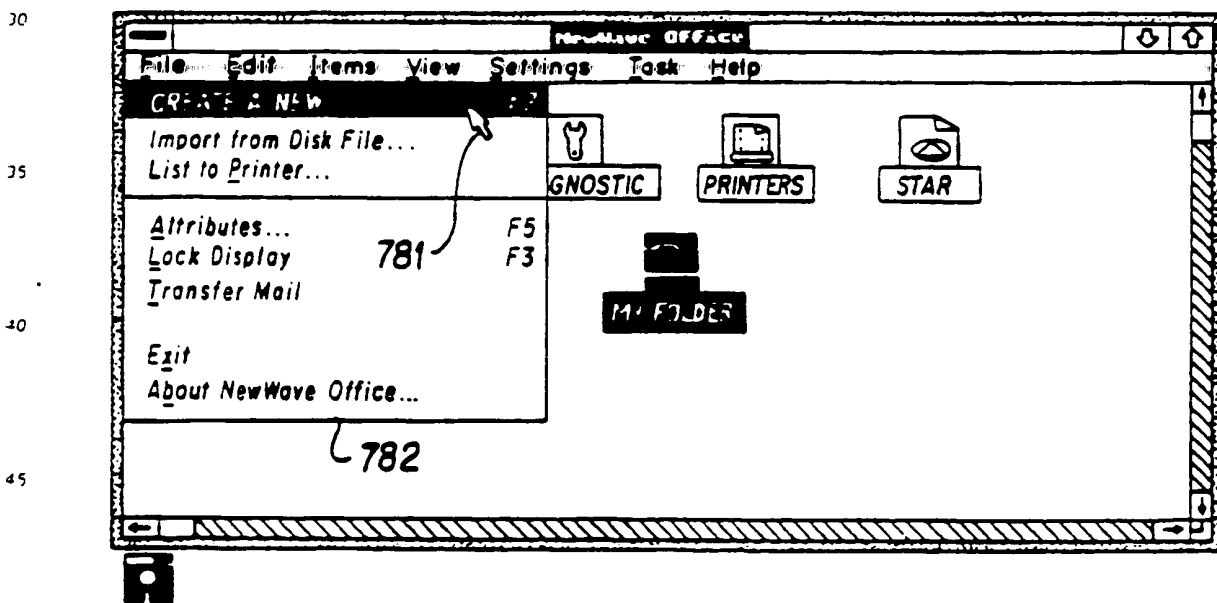 30
NewWave Office
File Edit Items View Settings Task Help
CREATE A NEW
Import from Disk File...
35
List to Printer...
GNOSTIC PRINTERS STAR
Attributes... F5
Lock Display F3
781
Transfer Mail
40
MY FOLDER
Exit
About NewWave Office...
782
45